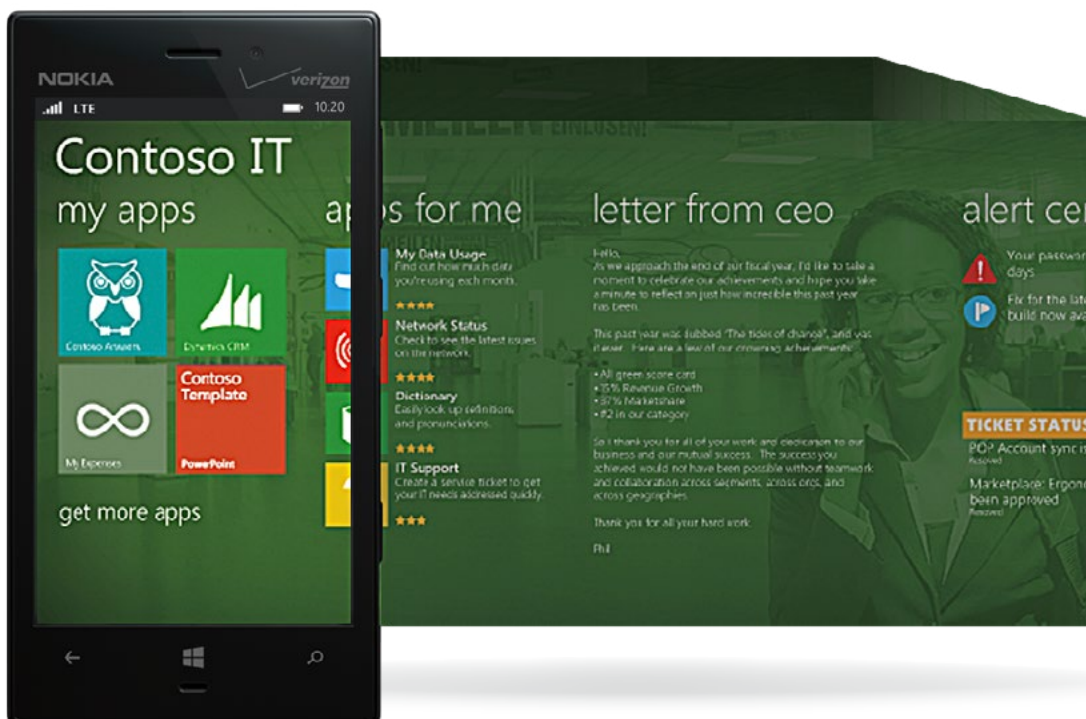 NOKIA
verizon
LTE
10.20
EINLÖSEN!
Contoso IT
my apps
Contoso Answers
Dynamics CRM
My Expenses
Contoso
Template
PowerPoint
get more apps
apps for me
My Data Usage
Find out how much data
you're using each month.
Network Status
Check to see the latest issues
on the network.
Dictionary
Easily look up definitions
and pronunciations.
IT Support
Create a service ticket to get
your IT needs addressed quickly.
letter from ceo
Hello,
As we approach the end of our fiscal year, I'd like to take a
moment to celebrate our achievements and hope you take
a minute to reflect on just how incredible this past year
has been.
This past year was dubbed "The tides of change", and was
it ever. Here are a few of our crowning achievements:
• All green score card
• 15% Revenue Growth
• 37% Marketshare
• #2 in our category
So I thank you for all of your work and dedication to our
business and our mutual success. The success you
achieved would not have been possible without teamwork
and collaboration across segments, across orgs, and
across geographies.
Thank you for all your hard work.
Phil
alert
Your password
days
Fix for the
build now
TICKET STATUS
POP Account sync is
Resolved
Marketplace:
been approved
Resolved